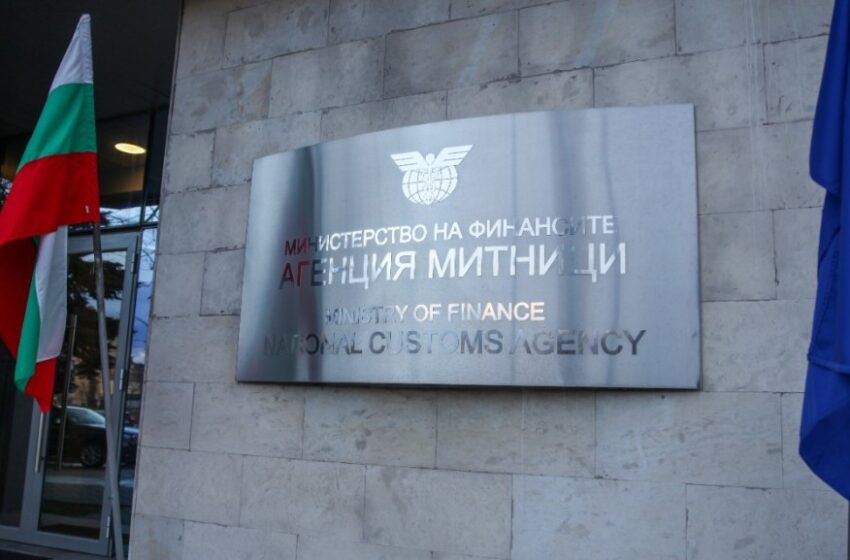 МИНИСТЕРСТВО НА ФИНАНСИТЕ
АГЕНЦИЯ МИТНИЦИ
MINISTRY OF FINANCE
NATIONAL CUSTOMS AGENCY